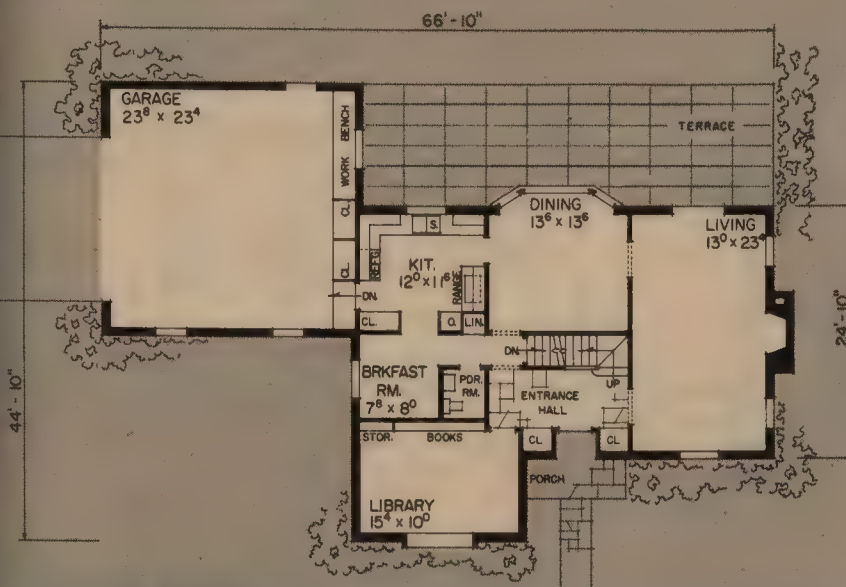 66'-10"
GARAGE
23⁸ x 23⁴
WORK BENCH
TERRACE
CL.
CL.
DN.
S.
REF'G
KIT.
12⁰ x 11⁶
RANGE
CL.
O.
LIN.
DINING
13⁶ x 13⁶
LIVING
13⁰ x 23⁴
24'-10"
44'-10"
BRKFAST
RM.
7⁸ x 8⁰
PDR.
RM.
DN.
UP
ENTRANCE
HALL
CL
CL
STOR.
BOOKS
PORCH
LIBRARY
15⁴ x 10⁰